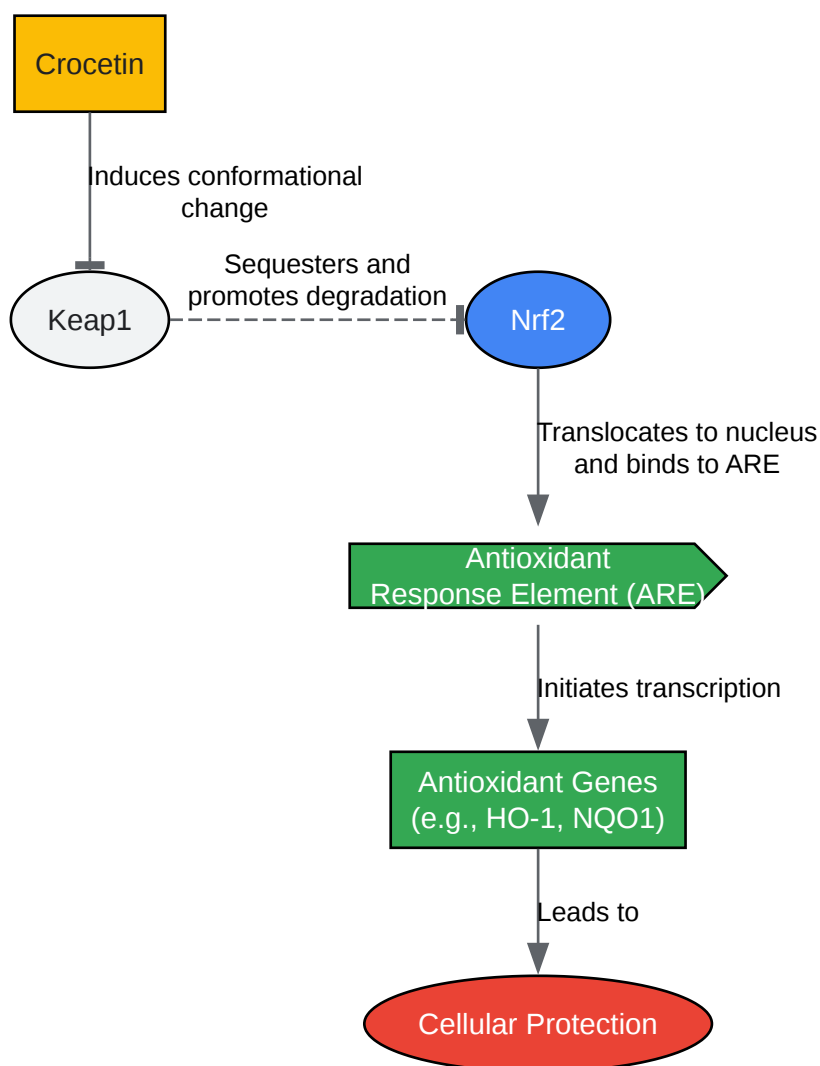 Crocetin
Induces conformational
change
Sequesters and
promotes degradation
Keap1
Nrf2
Translocates to nucleus
and binds to ARE
Antioxidant
Response Element (ARE)
Initiates transcription
Antioxidant Genes
(e.g., HO-1, NQO1)
Leads to
Cellular Protection